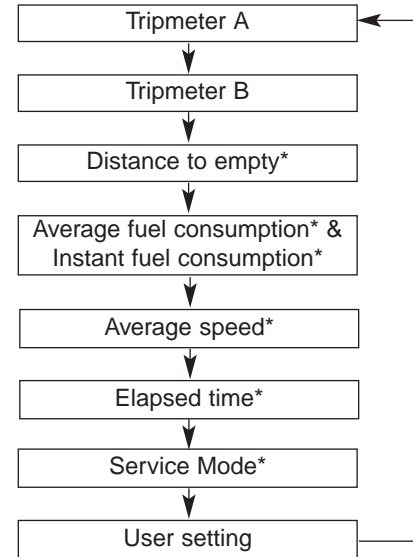 Tripmeter A
Tripmeter B
Distance to empty*
Average fuel consumption* &
Instant fuel consumption*
Average speed*
Elapsed time*
Service Mode*
User setting